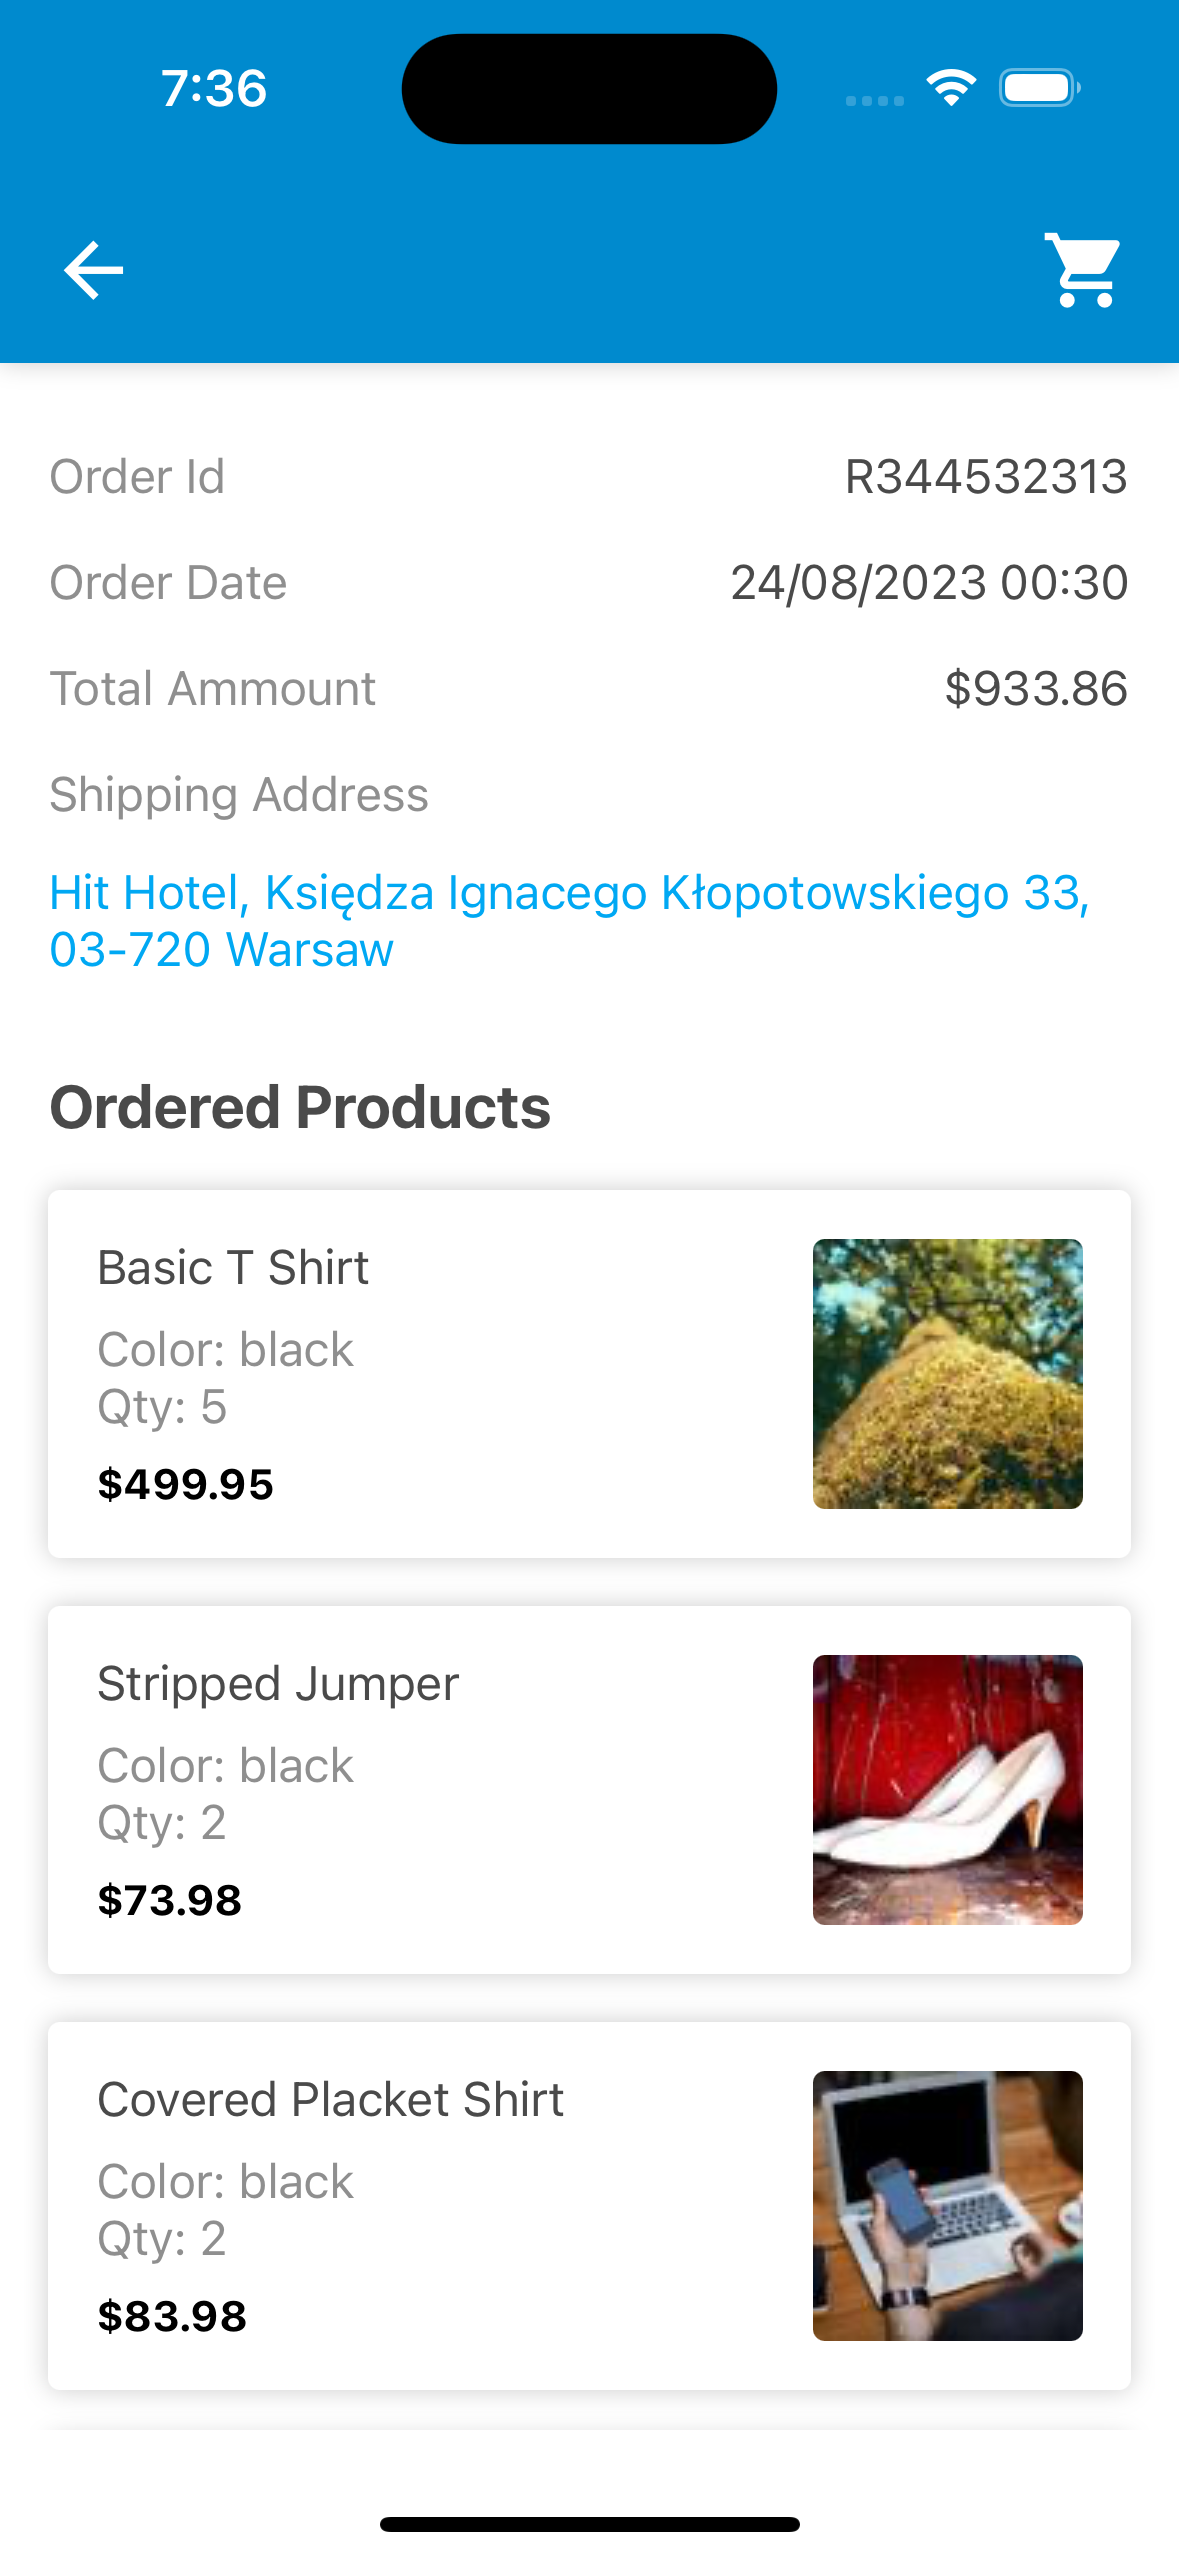 7:36
Order Id R344532313
Order Date 24/08/2023 00:30
Total Ammount $933.86
Shipping Address
Hit Hotel, Księdza Ignacego Kłopotowskiego 33,
03-720 Warsaw
Ordered Products
Basic T Shirt
Color: black
Qty: 5
$499.95
Stripped Jumper
Color: black
Qty: 2
$73.98
Covered Placket Shirt
Color: black
Qty: 2
$83.98